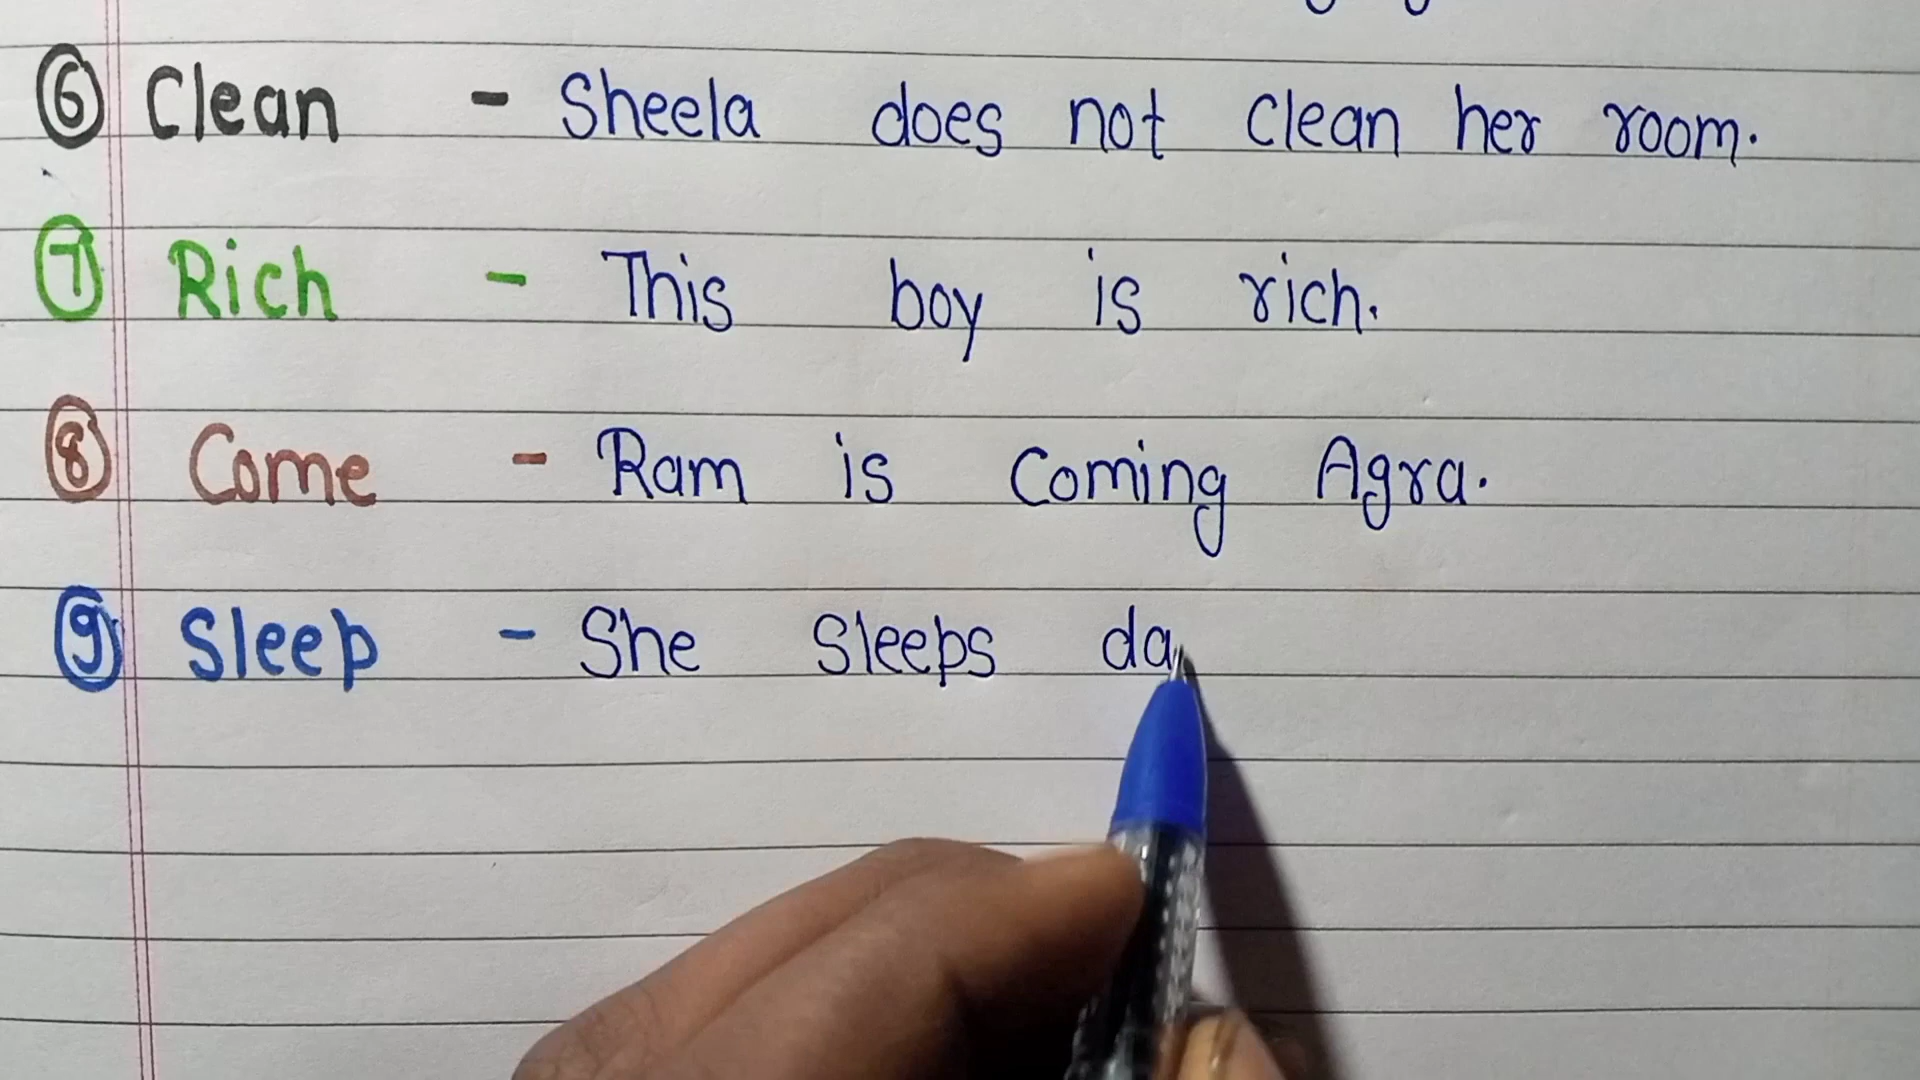 6 Clean - Sheela does not clean her room.
7 Rich - This boy is rich.
8 Come - Ram is coming Agra.
9 Sleep - She sleeps da